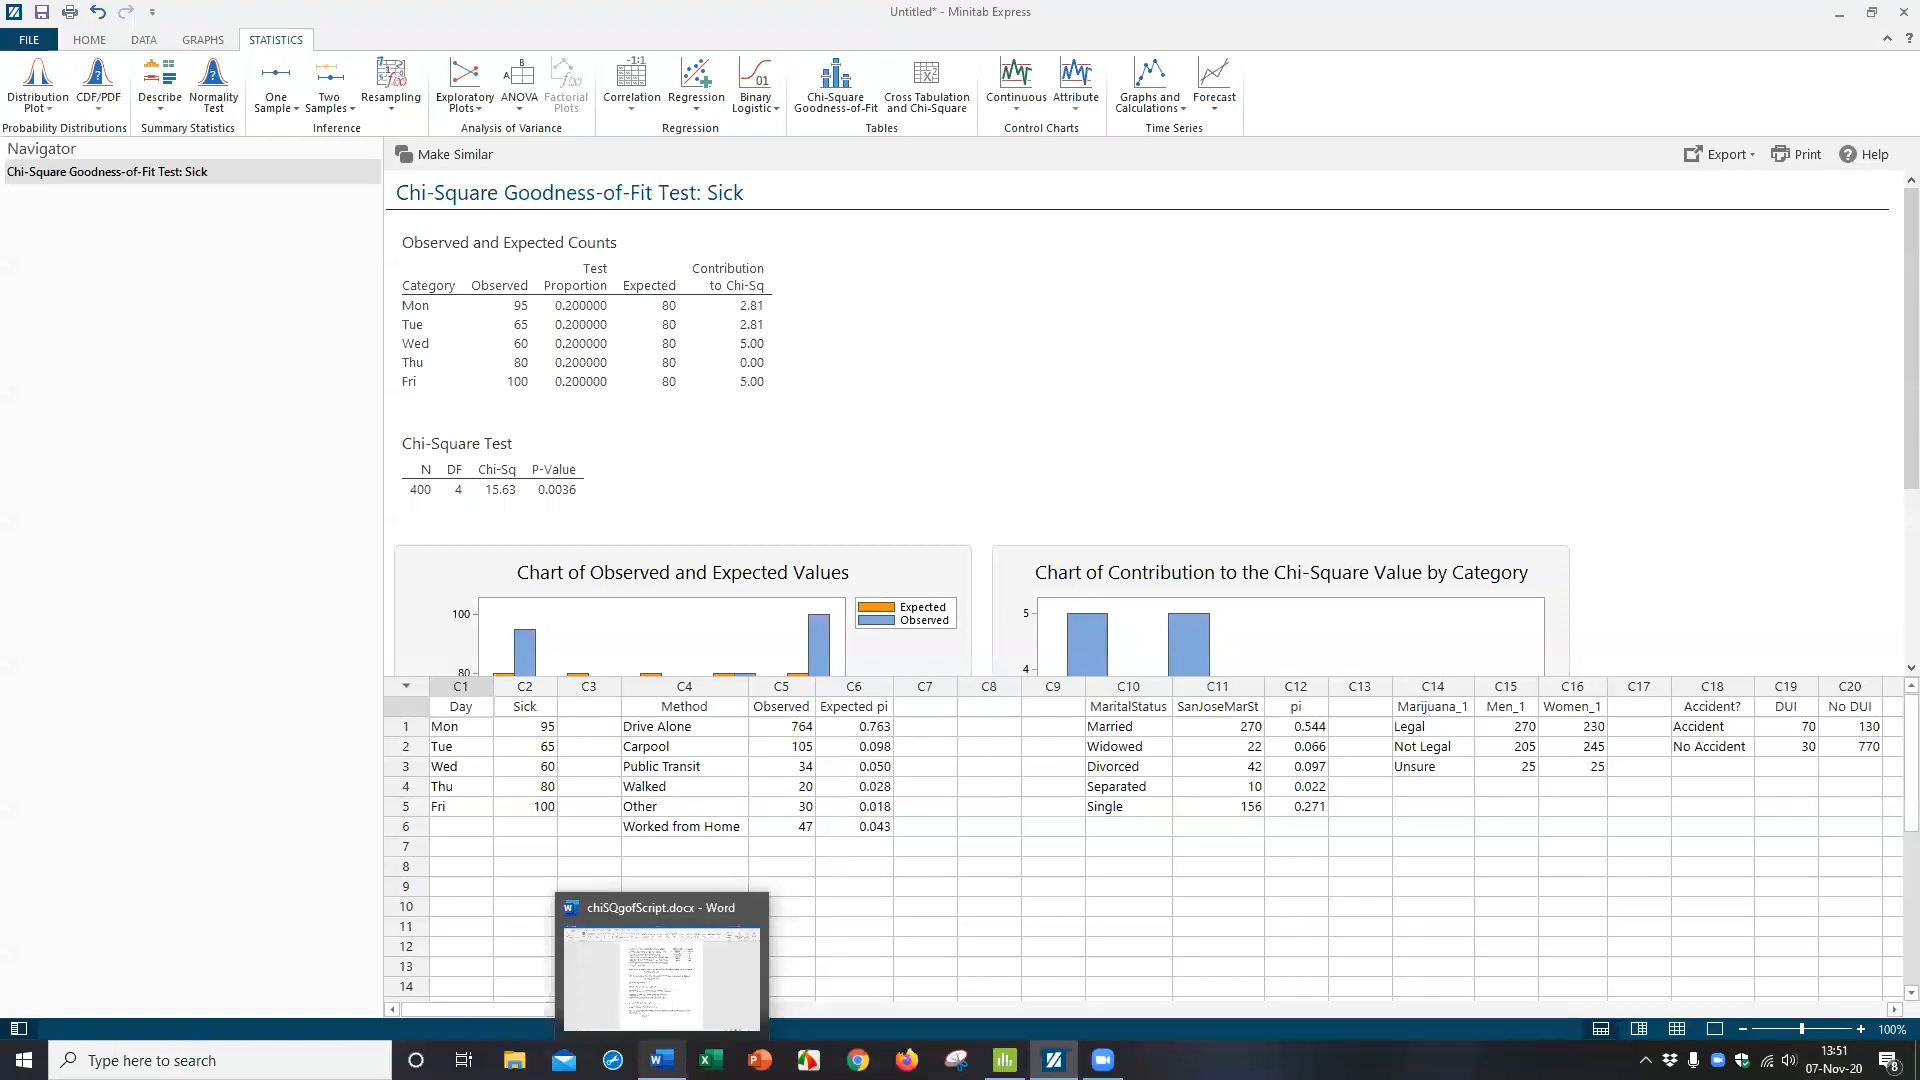 Untitled* - Minitab Express
FILE HOME DATA GRAPHS STATISTICS
Distribution Plot CDF/PDF Describe Normality Test One Sample Two Samples Resampling Exploratory Plots ANOVA Factorial Plots Correlation Regression Binary Logistic Chi-Square Goodness-of-Fit Cross Tabulation and Chi-Square Continuous Attribute Graphs and Calculations Forecast
Probability Distributions Summary Statistics Inference Analysis of Variance Regression Tables Control Charts Time Series
Navigator
Chi-Square Goodness-of-Fit Test: Sick
Make Similar Export Print Help
Chi-Square Goodness-of-Fit Test: Sick
Observed and Expected Counts
Test Contribution
Category Observed Proportion Expected to Chi-Sq
Mon 95 0.200000 80 2.81
Tue 65 0.200000 80 2.81
Wed 60 0.200000 80 5.00
Thu 80 0.200000 80 0.00
Fri 100 0.200000 80 5.00
Chi-Square Test
N DF Chi-Sq P-Value
400 4 15.63 0.0036
Chart of Observed and Expected Values
100
80
Expected
Observed
Chart of Contribution to the Chi-Square Value by Category
5
4
C1 C2 C3 C4 C5 C6 C7 C8 C9 C10 C11 C12 C13 C14 C15 C16 C17 C18 C19 C20
Day Sick Method Observed Expected pi MaritalStatus SanJoseMarSt pi Marijuana_1 Men_1 Women_1 Accident? DUI No DUI
1 Mon 95 Drive Alone 764 0.763 Married 270 0.544 Legal 270 230 Accident 70 130
2 Tue 65 Carpool 105 0.098 Widowed 22 0.066 Not Legal 205 245 No Accident 30 770
3 Wed 60 Public Transit 34 0.050 Divorced 42 0.097 Unsure 25 25
4 Thu 80 Walked 20 0.028 Separated 10 0.022
5 Fri 100 Other 30 0.018 Single 156 0.271
6 Worked from Home 47 0.043
7
8
9
10
11
12
13
14
chiSQgofScript.docx - Word
100%
Type here to search
13:51
07-Nov-20
8